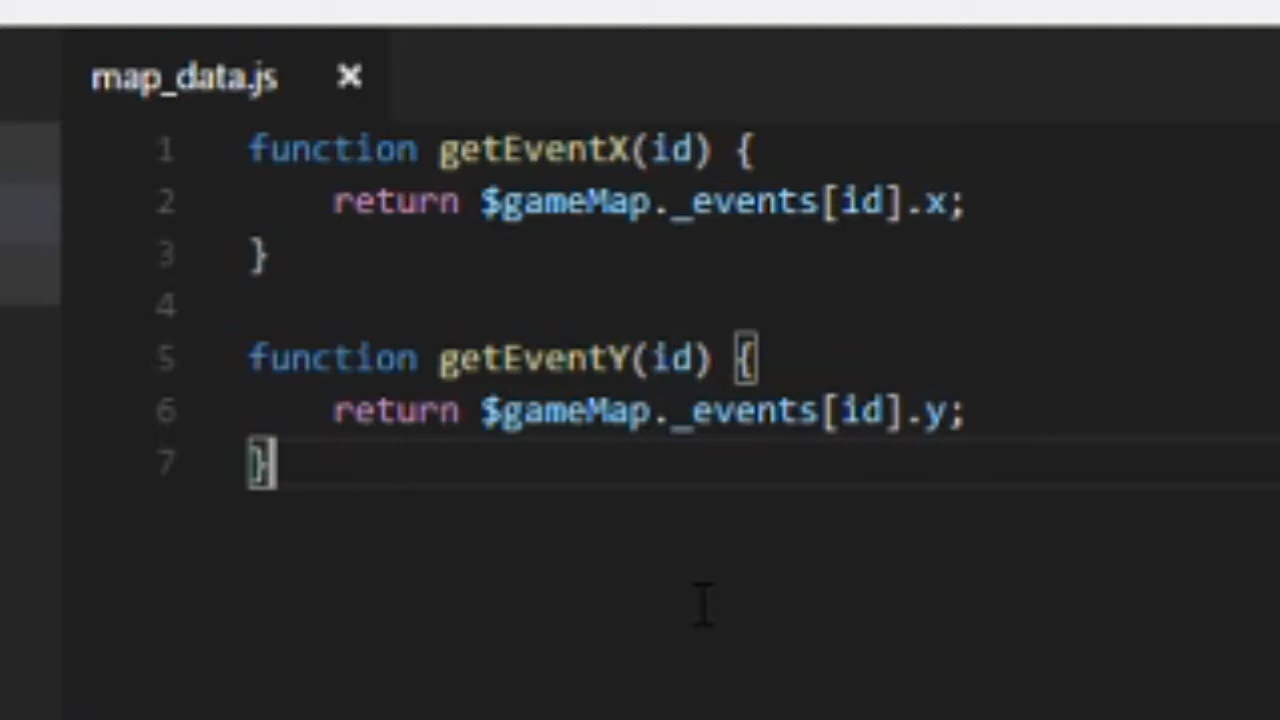 map_data.js ×
1 function getEventX(id) {
2 return $gameMap._events[id].x;
3 }
4
5 function getEventY(id) {
6 return $gameMap._events[id].y;
7 }